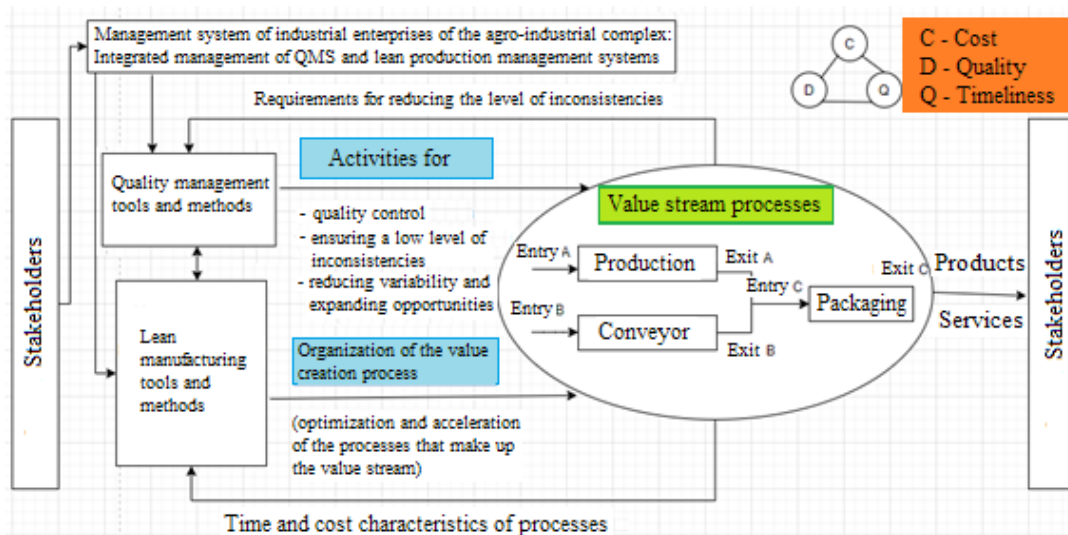 Management system of industrial enterprises of the agro-industrial complex:
Integrated management of QMS and lean production management systems
C
D
Q
C - Cost
D - Quality
Q - Timeliness
Requirements for reducing the level of inconsistencies
Stakeholders
Quality management
tools and methods
Activities for
- quality control
- ensuring a low level of
inconsistencies
- reducing variability and
expanding opportunities
Lean
manufacturing
tools and
methods
Organization of the value
creation process
(optimization and acceleration
of the processes that make up
the value stream)
Value stream processes
Entry A
Production
Exit A
Entry B
Conveyor
Exit B
Entry C
Packaging
Exit C
Products
Services
Stakeholders
Time and cost characteristics of processes